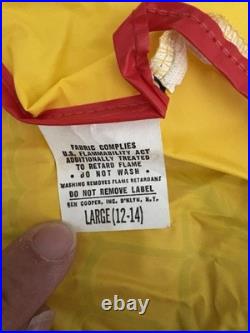 FABRIC COMPLIES
U.S. FLAMMABILITY ACT
ADDITIONALLY TREATED
TO RETARD FLAME
• DO NOT WASH •
WASHING REMOVES FLAME RETARDANS
DO NOT REMOVE LABEL
BEN COOPER, INC. B'KLYN, N.Y.
LARGE (12-14)